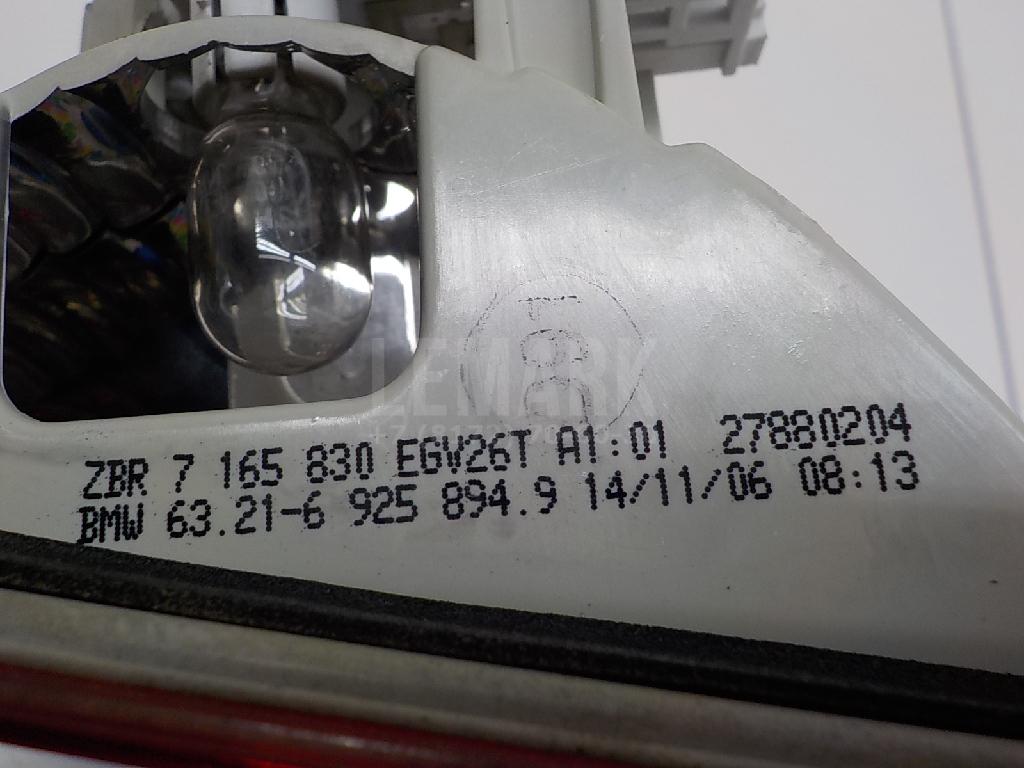 LEMARK
ZBR 7 165 830 EGV26T A1:01 27880204
BMW 63.21-6 925 894.9 14/11/06 08:13